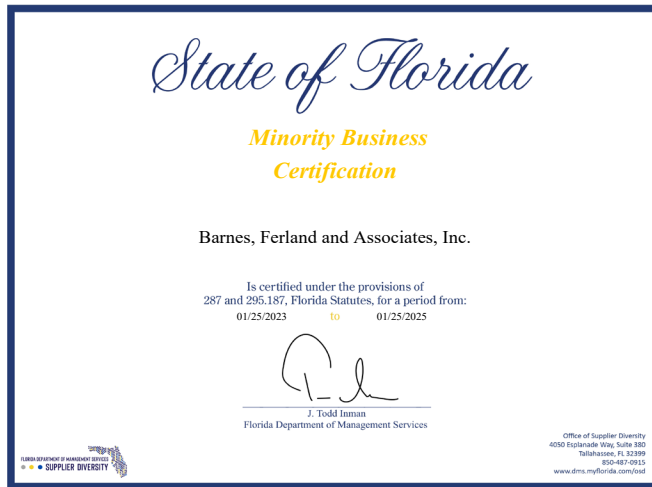 State of Florida
Minority Business
Certification
Barnes, Ferland and Associates, Inc.
Is certified under the provisions of
287 and 295.187, Florida Statutes, for a period from:
01/25/2023 to 01/25/2025
J. Todd Inman
Florida Department of Management Services
FLORIDA DEPARTMENT OF MANAGEMENT SERVICES
SUPPLIER DIVERSITY
Office of Supplier Diversity
4050 Esplanade Way, Suite 380
Tallahassee, FL 32399
850-487-0915
www.dms.myflorida.com/osd